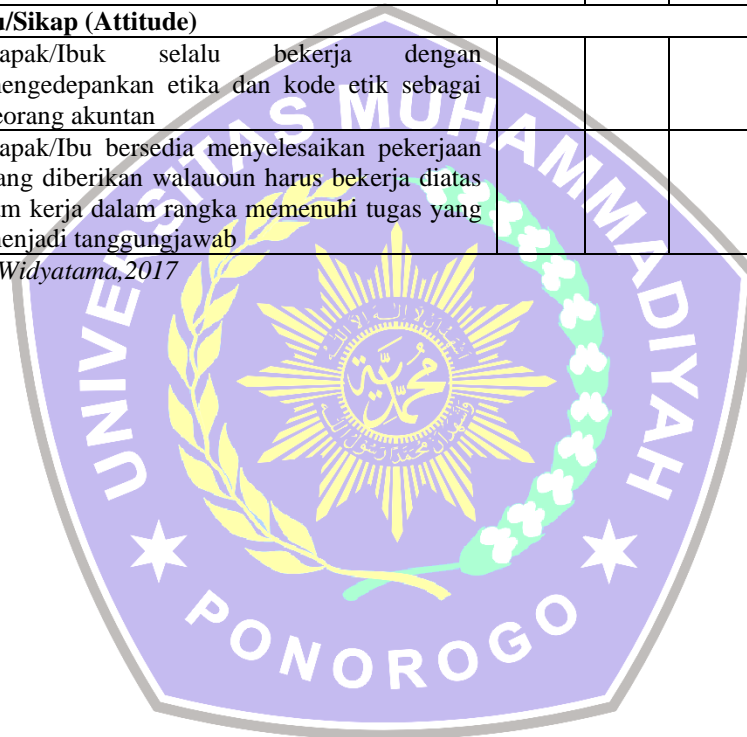 u/Sikap (Attitude)
apak/Ibuk selalu bekerja dengan
nengedepankan etika dan kode etik sebagai
eorang akuntan
apak/Ibu bersedia menyelesaikan pekerjaan
ang diberikan walauoun harus bekerja diatas
am kerja dalam rangka memenuhi tugas yang
nenjadi tanggungjawab
Widyatama,2017
UNIVERSITAS MUHAMMADIYAH
محمدية
PONOROGO